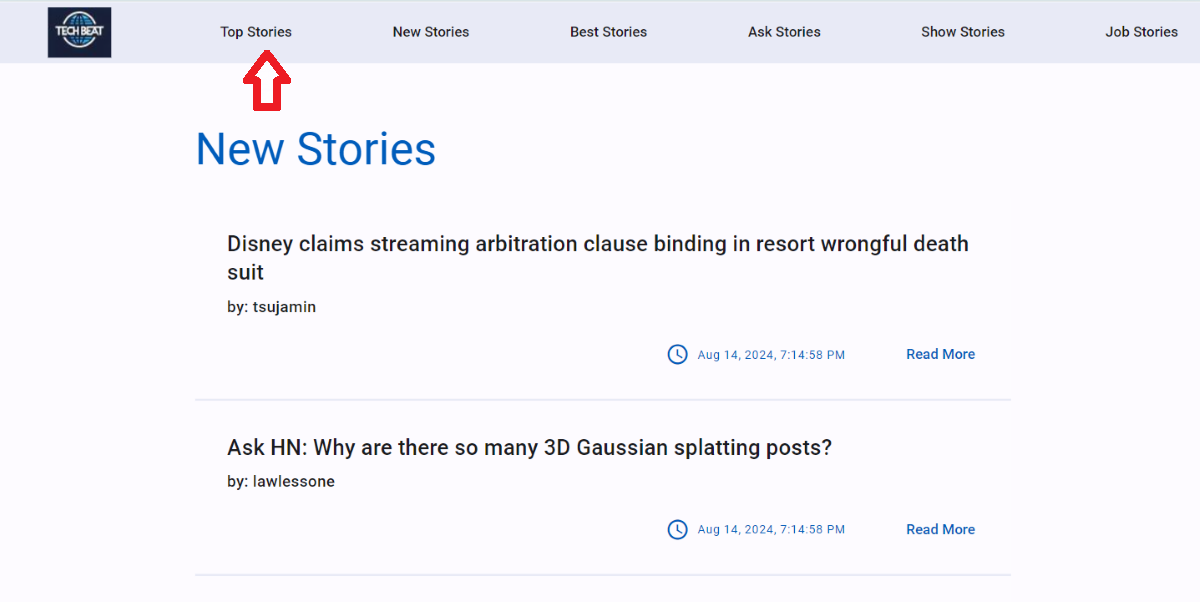 TECH BEAT
Top Stories
New Stories
Best Stories
Ask Stories
Show Stories
Job Stories
New Stories
Disney claims streaming arbitration clause binding in resort wrongful death
suit
by: tsujamin
Aug 14, 2024, 7:14:58 PM
Read More
Ask HN: Why are there so many 3D Gaussian splatting posts?
by: lawlessone
Aug 14, 2024, 7:14:58 PM
Read More